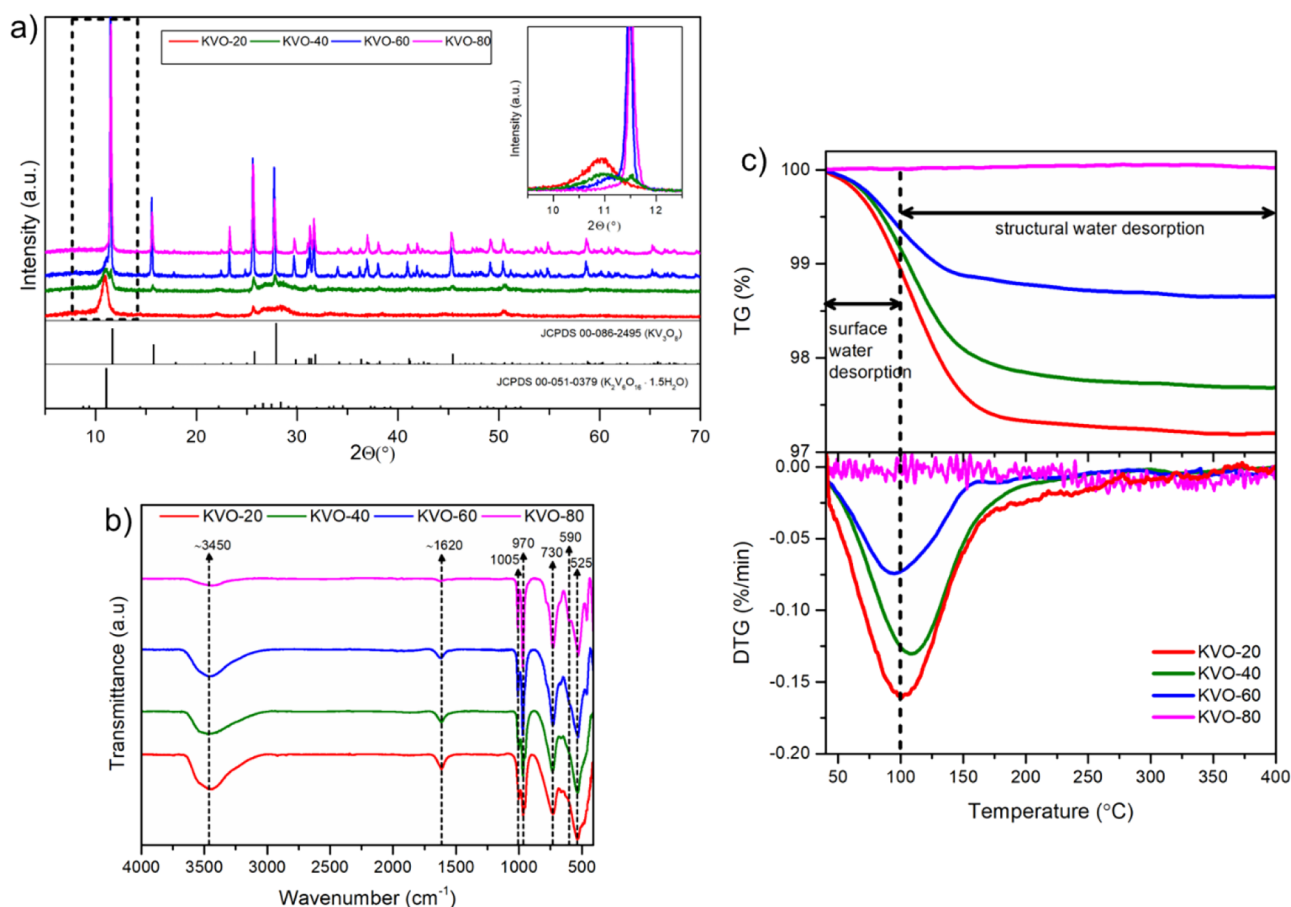 a)
KVO-20 KVO-40 KVO-60 KVO-80
Intensity (a.u.)
10 11 12
2Θ(°)
Intensity (a.u.)
JCPDS 00-086-2495 (KV₃O₈)
JCPDS 00-051-0379 (K₂V₆O₁₆ · 1.5H₂O)
10 20 30 40 50 60 70
2Θ(°)
b)
KVO-20 KVO-40 KVO-60 KVO-80
~3450
~1620
1005
970
730
590
525
Transmittance (a.u)
4000 3500 3000 2500 2000 1500 1000 500
Wavenumber (cm⁻¹)
c)
100
99
98
97
TG (%)
structural water desorption
surface
water
desorption
0.00
-0.05
-0.10
-0.15
-0.20
DTG (%/min)
KVO-20
KVO-40
KVO-60
KVO-80
50 100 150 200 250 300 350 400
Temperature (°C)